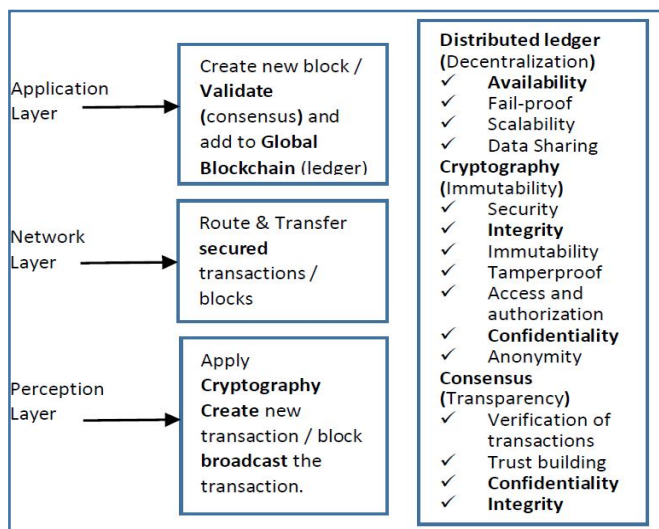 Application
Layer
Create new block /
Validate
(consensus) and
add to Global
Blockchain (ledger)
Network
Layer
Route & Transfer
secured
transactions /
blocks
Perception
Layer
Apply
Cryptography
Create new
transaction / block
broadcast the
transaction.
Distributed ledger
(Decentralization)
✓ Availability
✓ Fail-proof
✓ Scalability
✓ Data Sharing
Cryptography
(Immutability)
✓ Security
✓ Integrity
✓ Immutability
✓ Tamperproof
✓ Access and
authorization
✓ Confidentiality
✓ Anonymity
Consensus
(Transparency)
✓ Verification of
transactions
✓ Trust building
✓ Confidentiality
✓ Integrity